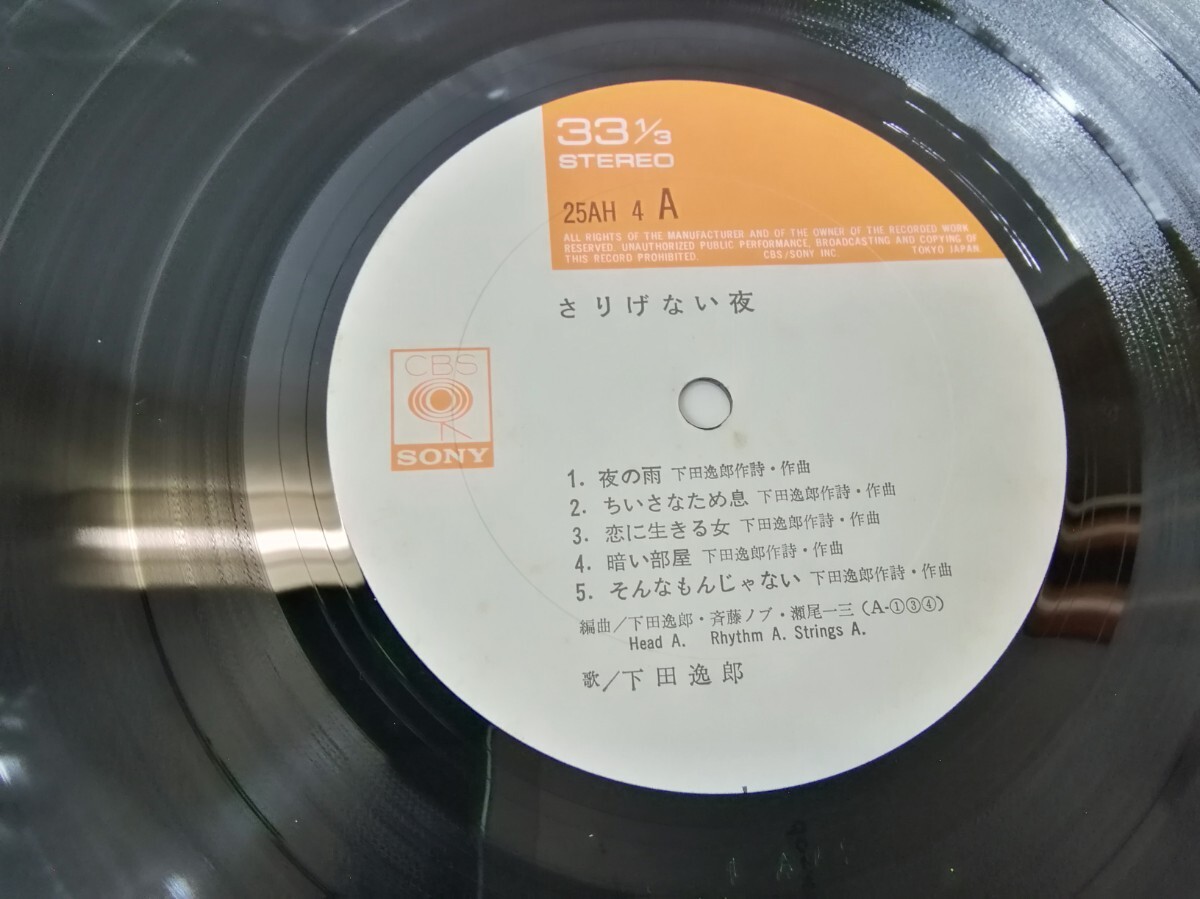 33 1/3
STEREO
25AH 4 A
ALL RIGHTS OF THE MANUFACTURER AND OF THE OWNER OF THE RECORDED WORK
RESERVED. UNAUTHORIZED PUBLIC PERFORMANCE, BROADCASTING AND COPYING OF
THIS RECORD PROHIBITED CBS/SONY INC. TOKYO JAPAN
さりげない夜
CBS
SONY
1. 夜の雨 下田逸郎作詩・作曲
2. ちいさなため息 下田逸郎作詩・作曲
3. 恋に生きる女 下田逸郎作詩・作曲
4. 暗い部屋 下田逸郎作詩・作曲
5. そんなもんじゃない 下田逸郎作詩・作曲
編曲／下田逸郎・斉藤ノブ・瀬尾一三(A-①③④)
Head A. Rhythm A. Strings A.
歌／下田逸郎